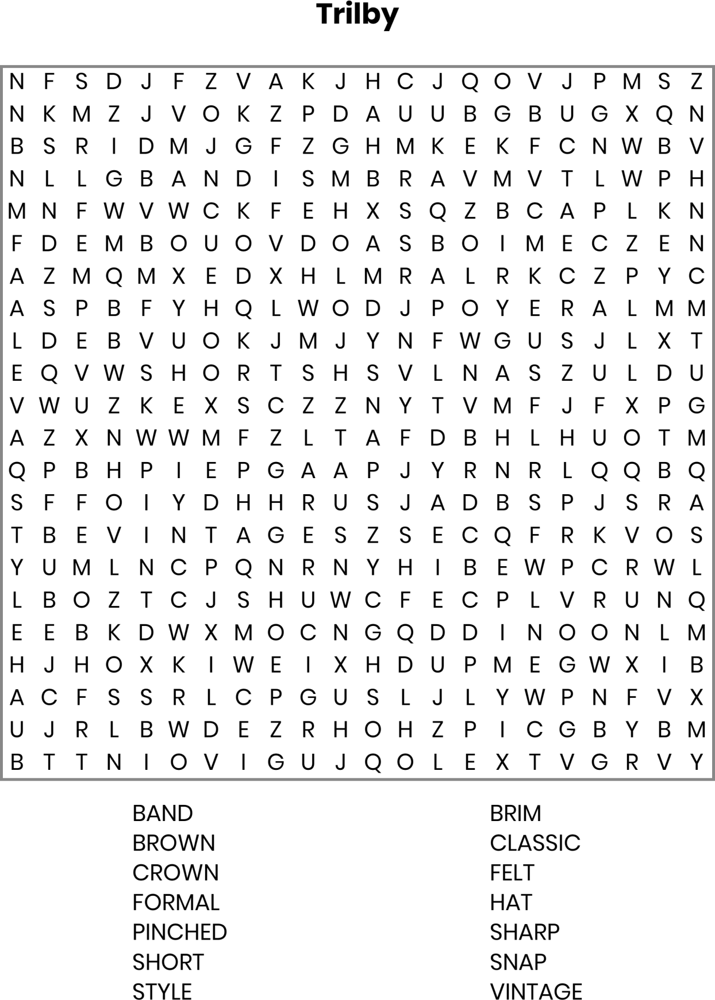 Trilby
N F S D J F Z V A K J H C J Q O V J P M S Z
N K M Z J V O K Z P D A U U B G B U G X Q N
B S R I D M J G F Z G H M K E K F C N W B V
N L L G B A N D I S M B R A V M V T L W P H
M N F W V W C K F E H X S Q Z B C A P L K N
F D E M B O U O V D O A S B O I M E C Z E N
A Z M Q M X E D X H L M R A L R K C Z P Y C
A S P B F Y H Q L W O D J P O Y E R A L M M
L D E B V U O K J M J Y N F W G U S J L X T
E Q V W S H O R T S H S V L N A S Z U L D U
V W U Z K E X S C Z Z N Y T V M F J F X P G
A Z X N W W M F Z L T A F D B H L H U O T M
Q P B H P I E P G A A P J Y R N R L Q Q B Q
S F F O I Y D H H R U S J A D B S P J S R A
T B E V I N T A G E S Z S E C Q F R K V O S
Y U M L N C P Q N R N Y H I B E W P C R W L
L B O Z T C J S H U W C F E C P L V R U N Q
E E B K D W X M O C N G Q D D I N O O N L M
H J H O X K I W E I X H D U P M E G W X I B
A C F S S R L C P G U S L J L Y W P N F V X
U J R L B W D E Z R H O H Z P I C G B Y B M
B T T N I O V I G U J Q O L E X T V G R V Y
BAND BRIM
BROWN CLASSIC
CROWN FELT
FORMAL HAT
PINCHED SHARP
SHORT SNAP
STYLE VINTAGE